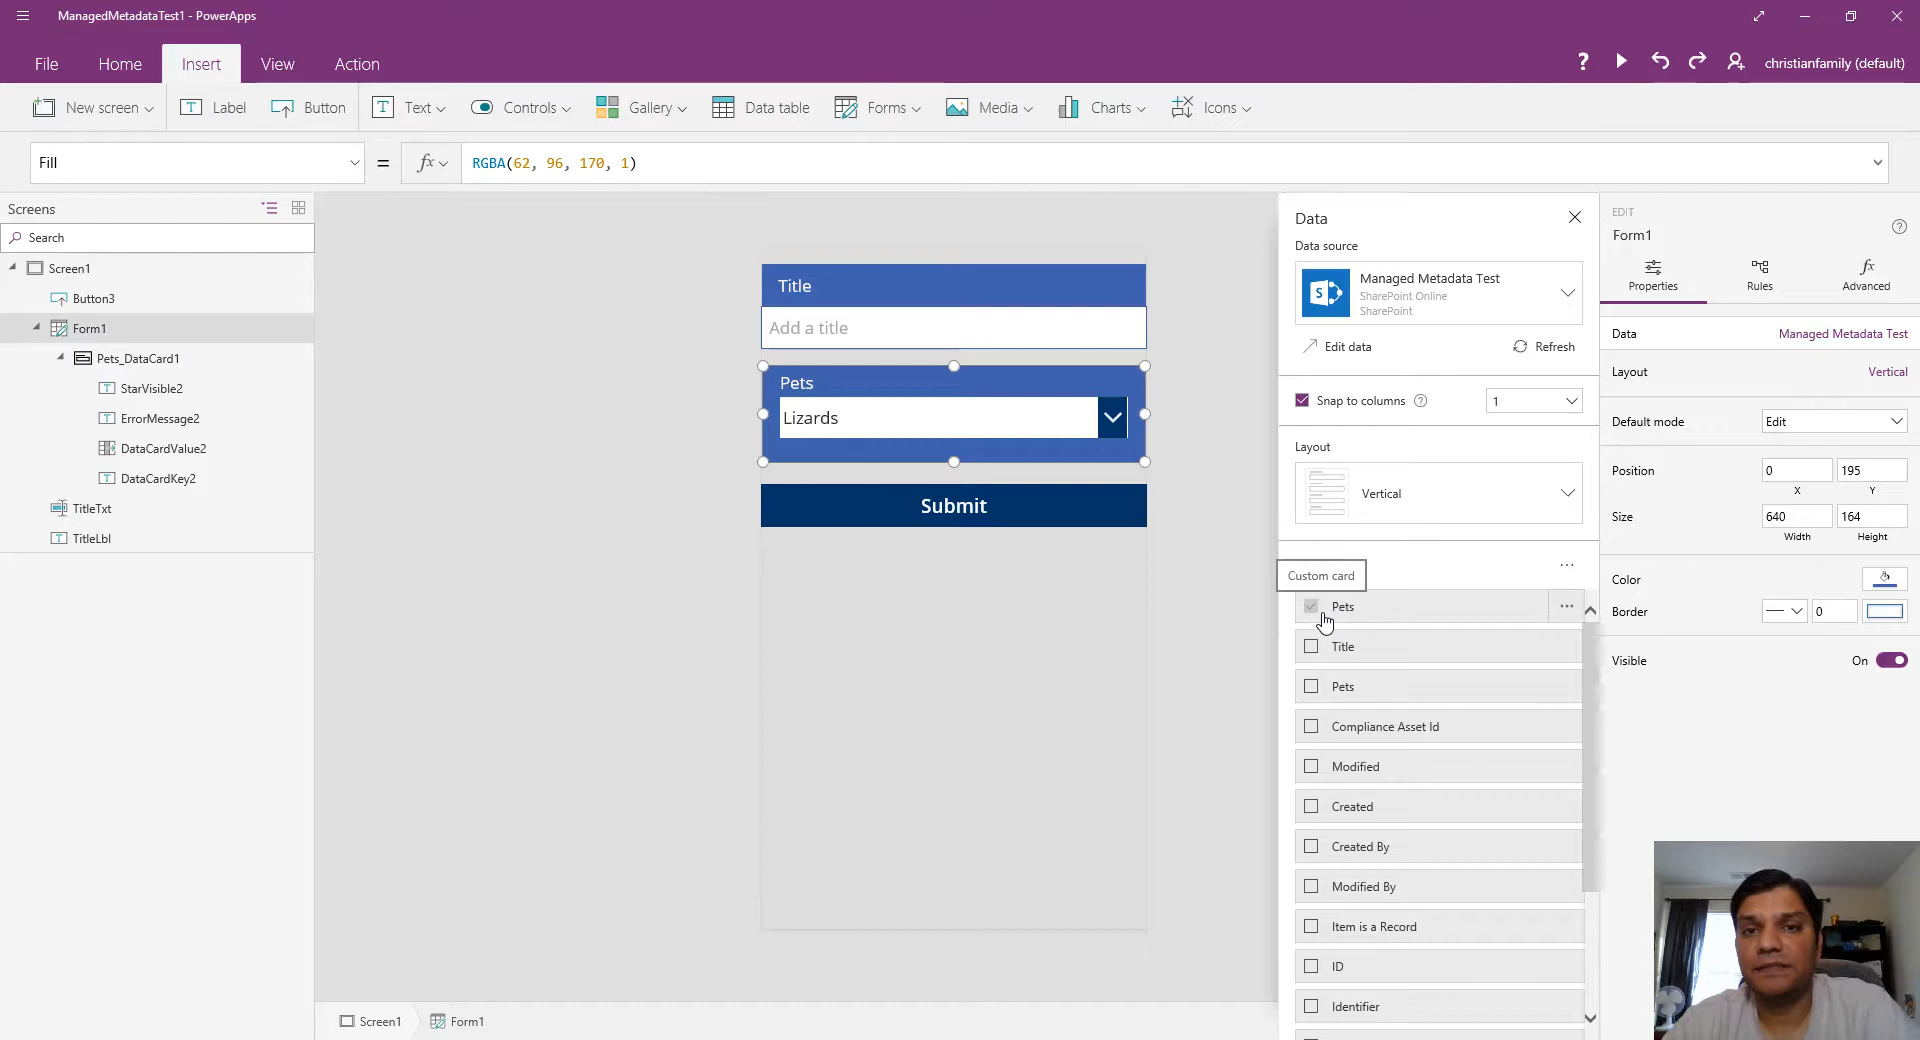 ManagedMetadataTest1 - PowerApps
File Home Insert View Action
? christianfamily (default)
New screen Label Button Text Controls Gallery Data table Forms Media Charts Icons
Fill = fx RGBA(62, 96, 170, 1)
Screens
Search
Screen1
Button3
Form1
Pets_DataCard1
StarVisible2
ErrorMessage2
DataCardValue2
DataCardKey2
TitleTxt
TitleLbl
Title
Add a title
Pets
Lizards
Submit
Screen1 Form1
Data
Data source
Managed Metadata Test
SharePoint Online
SharePoint
Edit data Refresh
Snap to columns ? 1
Layout
Vertical
Custom card
Pets
Title
Pets
Compliance Asset Id
Modified
Created
Created By
Modified By
Item is a Record
ID
Identifier
EDIT
Form1 ?
Properties Rules fx Advanced
Data Managed Metadata Test
Layout Vertical
Default mode Edit
Position 0 195
X Y
Size 640 164
Width Height
Color
Border 0
Visible On